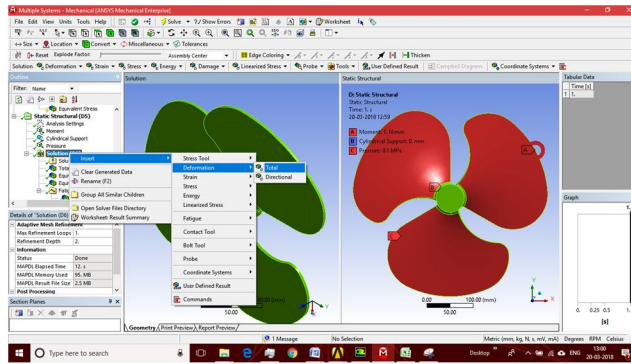 Multiple Systems - Mechanical [ANSYS Mechanical Enterprise]
File Edit View Units Tools Help
Solve ?/ Show Errors Worksheet
Size Location Convert Miscellaneous Tolerances
Reset Explode Factor: Assembly Center Edge Coloring Thicken
Solution Deformation Strain Stress Energy Damage Linearized Stress Probe Tools User Defined Result Campbell Diagram Coordinate Systems
Outline
Filter: Name
Equivalent Stress
Static Structural (D5)
Analysis Settings
Moment
Cylindrical Support
Pressure
Solution
Insert
Clear Generated Data
Rename (F2)
Group All Similar Children
Open Solver Files Directory
Worksheet: Result Summary
Stress Tool
Deformation
Strain
Stress
Energy
Linearized Stress
Fatigue
Contact Tool
Bolt Tool
Probe
Coordinate Systems
User Defined Result
Commands
Total
Directional
Details of "Solution (D6)
Adaptive Mesh Refinement
Max Refinement Loops 1.
Refinement Depth 2.
Information
Status Done
MAPDL Elapsed Time 12. s
MAPDL Memory Used 95. MB
MAPDL Result File Size 2.5 MB
Post Processing
Section Planes
Solution
50.00
Static Structural
D: Static Structural
Static Structural
Time: 1. s
20-03-2018 12:59
0.00 100.00 (mm)
50.00
Y
X
Geometry Print Preview Report Preview
Tabular Data
Time [s]
1 1.
Graph
1.
0. 0.25 0.5 1.
[s]
1 Message No Selection Metric (mm, kg, N, s, mV, mA) Degrees RPM Celsius
Type here to search
Desktop ENG 13:00
20-03-2018